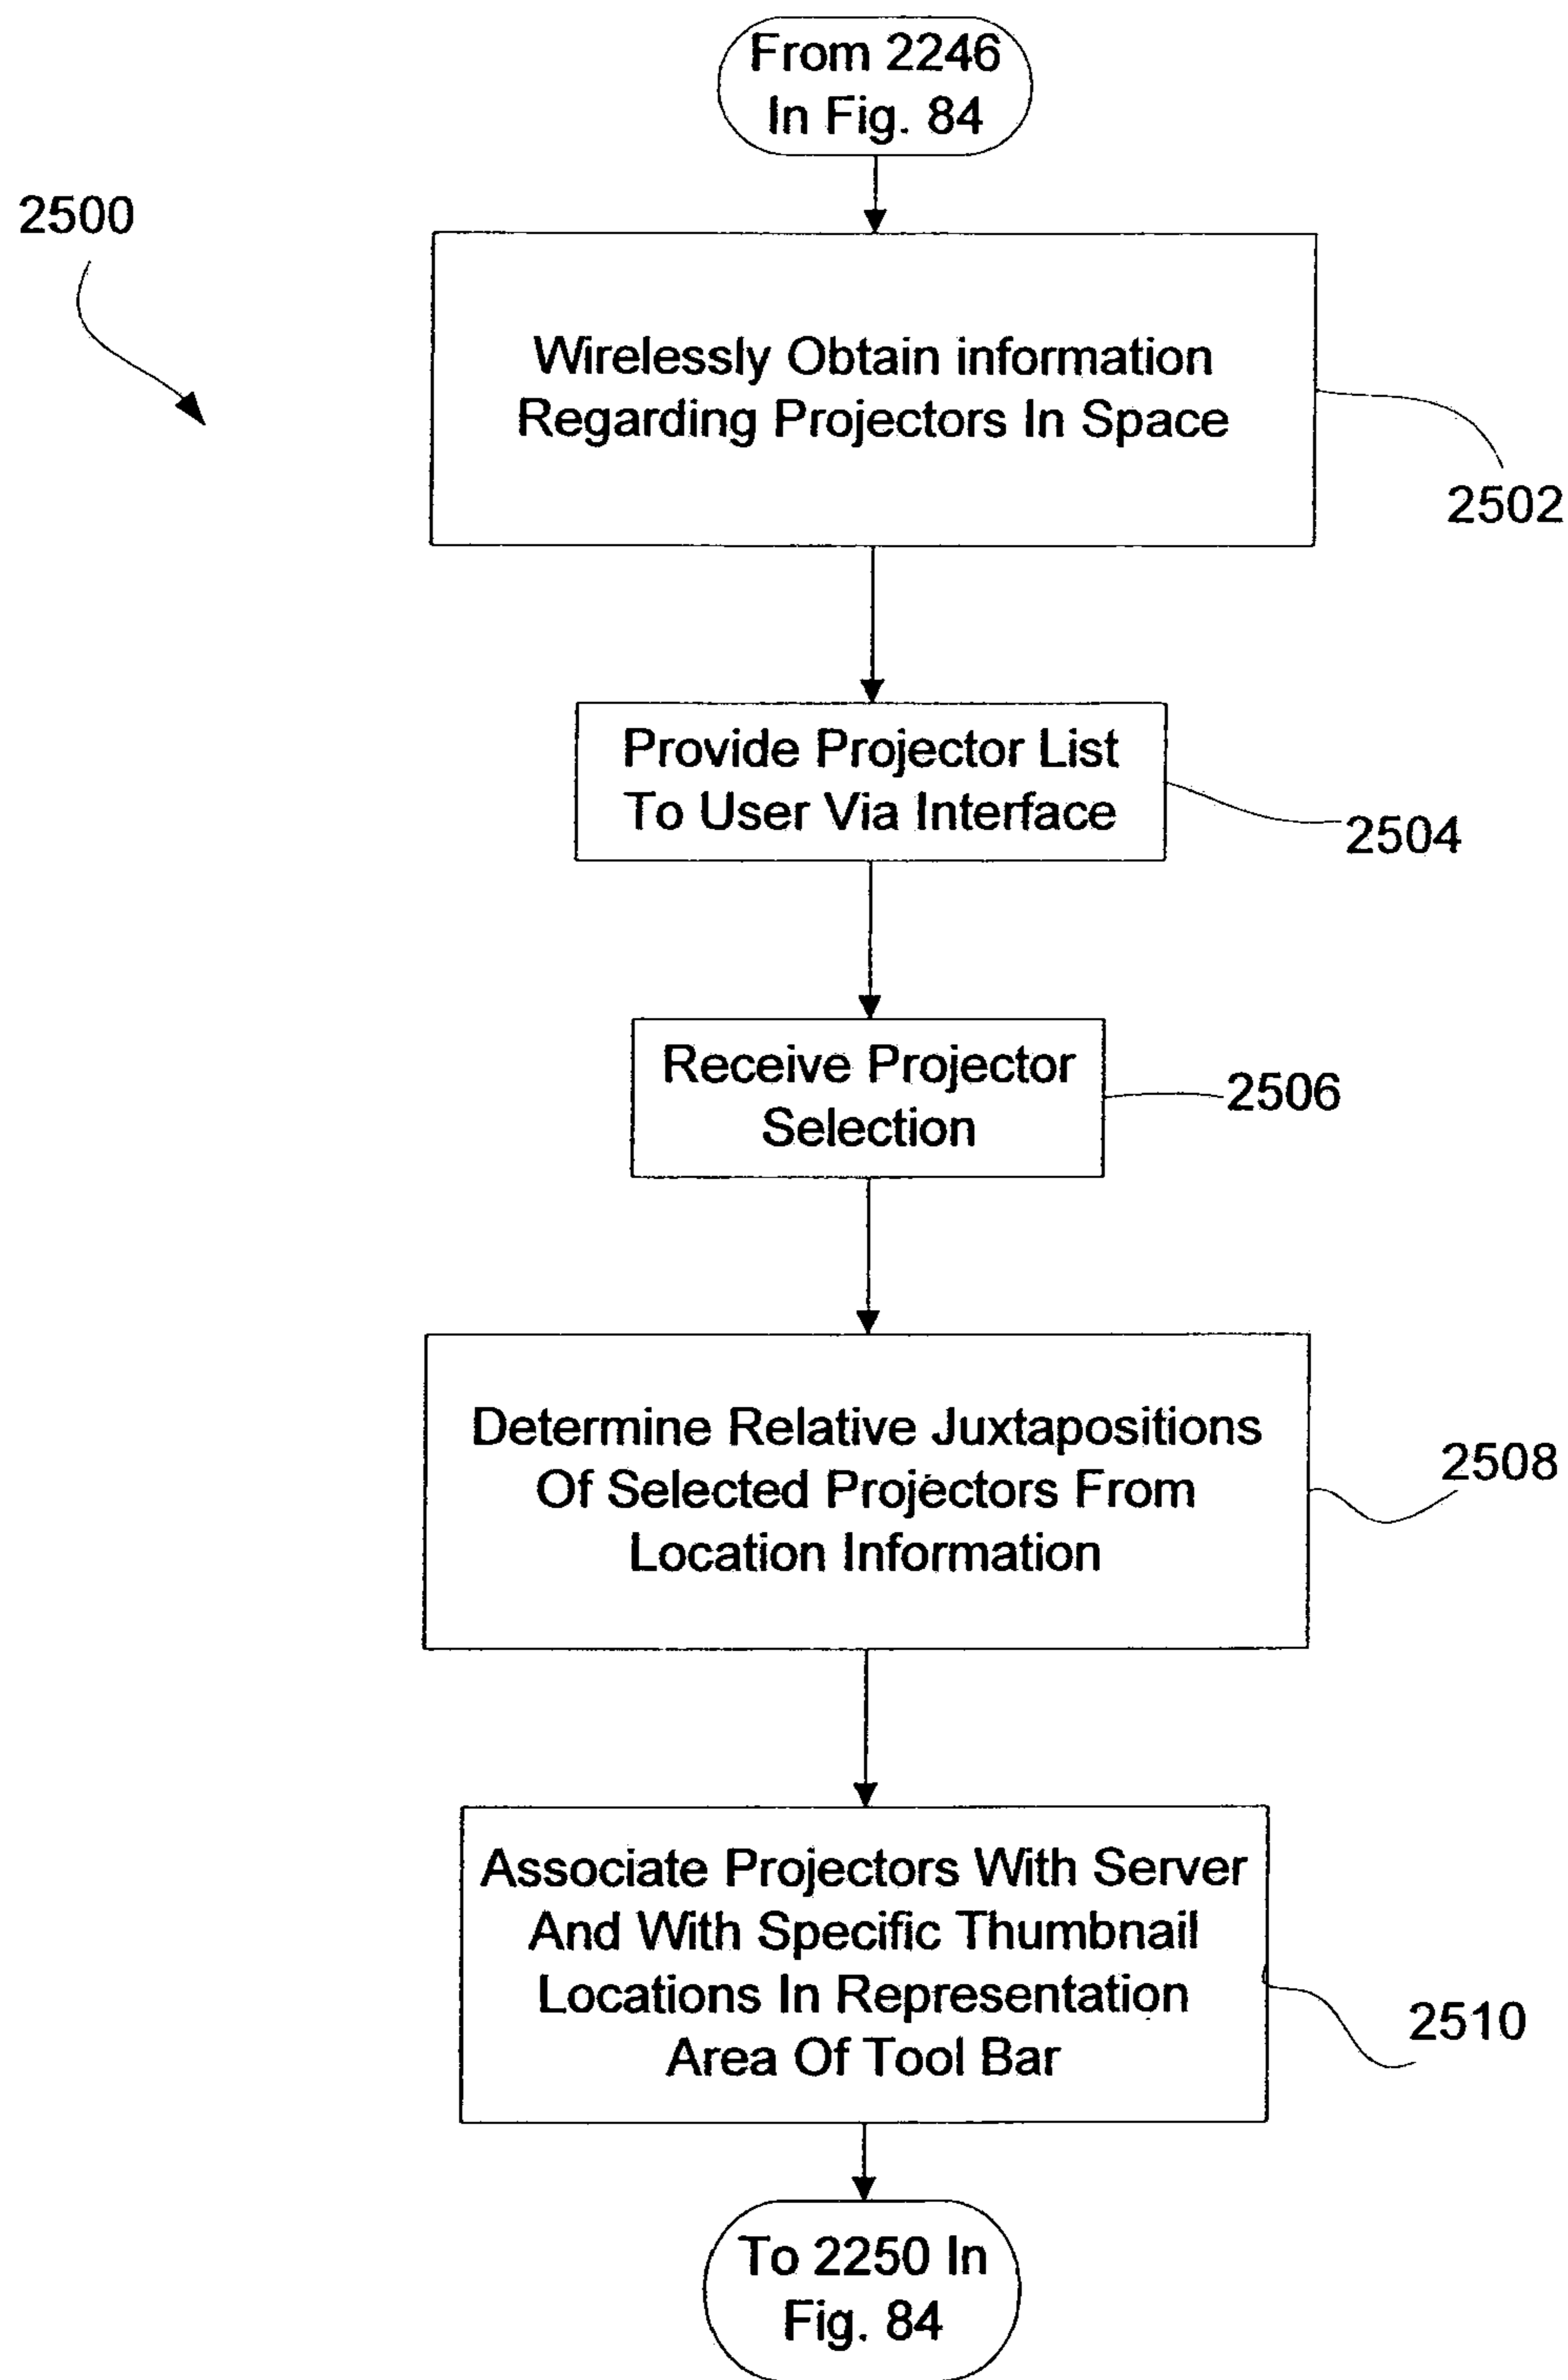 From 2246
In Fig. 84
2500
Wirelessly Obtain information
Regarding Projectors In Space
2502
Provide Projector List
To User Via Interface
2504
Receive Projector
Selection
2506
Determine Relative Juxtapositions
Of Selected Projectors From
Location Information
2508
Associate Projectors With Server
And With Specific Thumbnail
Locations In Representation
Area Of Tool Bar
2510
To 2250 In
Fig. 84